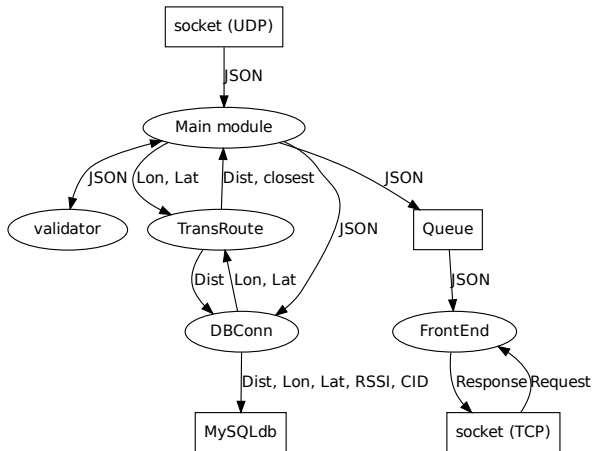 socket (UDP)
JSON
Main module
JSON
Lon, Lat
Dist, closest
JSON
validator
TransRoute
JSON
Queue
Dist
Lon, Lat
JSON
DBConn
FrontEnd
Dist, Lon, Lat, RSSI, CID
Response
Request
MySQLdb
socket (TCP)